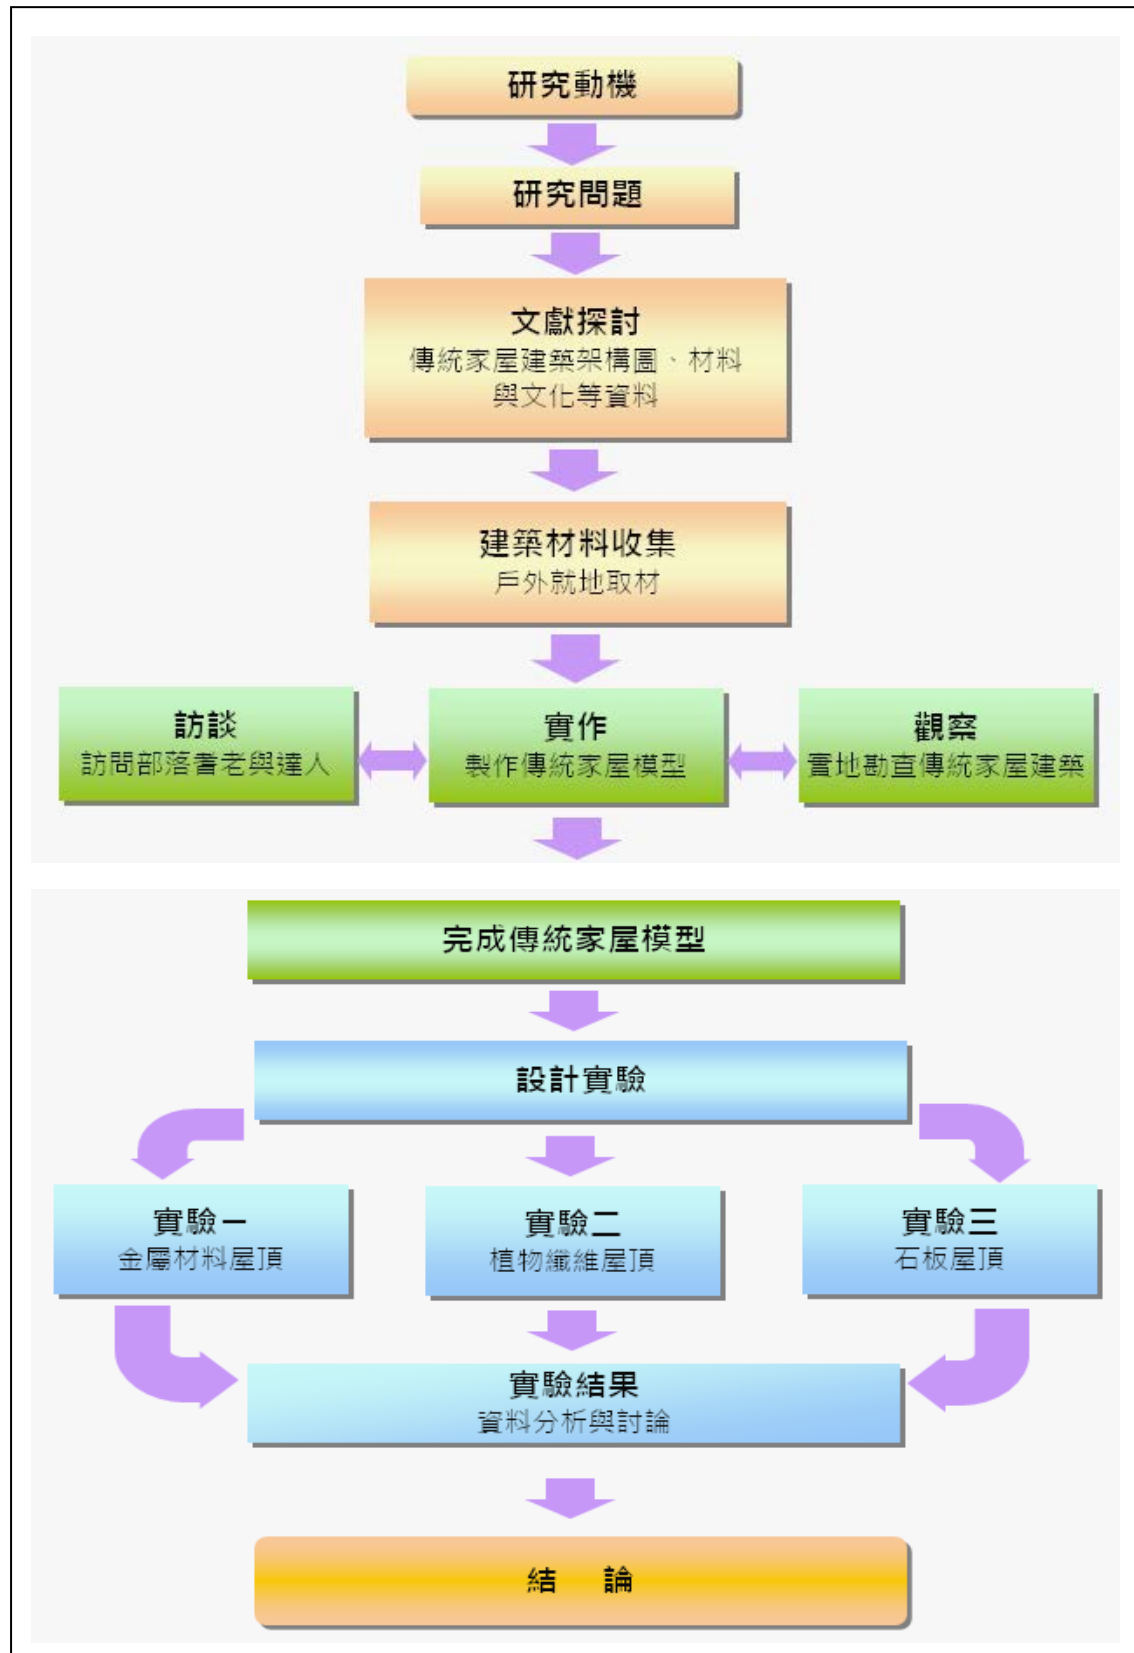 研究動機
研究問題
文獻探討
傳統家屋建築架構圖、材料
與文化等資料
建築材料收集
戶外就地取材
訪談
訪問部落耆老與達人
實作
製作傳統家屋模型
觀察
實地勘查傳統家屋建築
完成傳統家屋模型
設計實驗
實驗一
金屬材料屋頂
實驗二
植物纖維屋頂
實驗三
石板屋頂
實驗結果
資料分析與討論
結 論